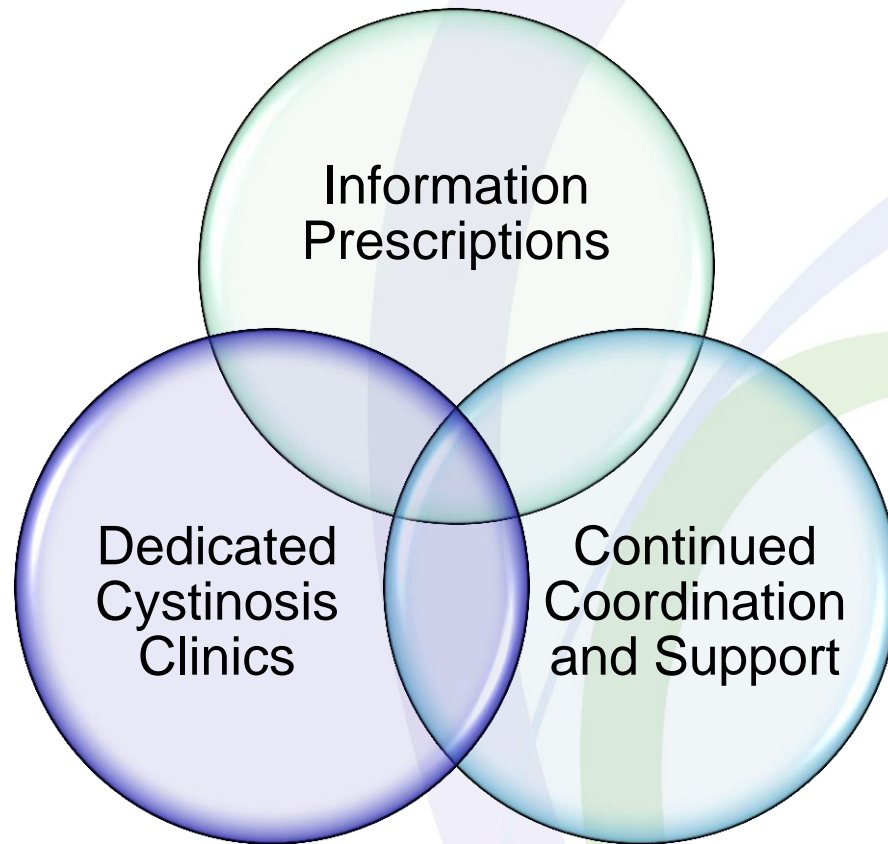 Information
Prescriptions
Dedicated
Cystinosis
Clinics
Continued
Coordination
and Support